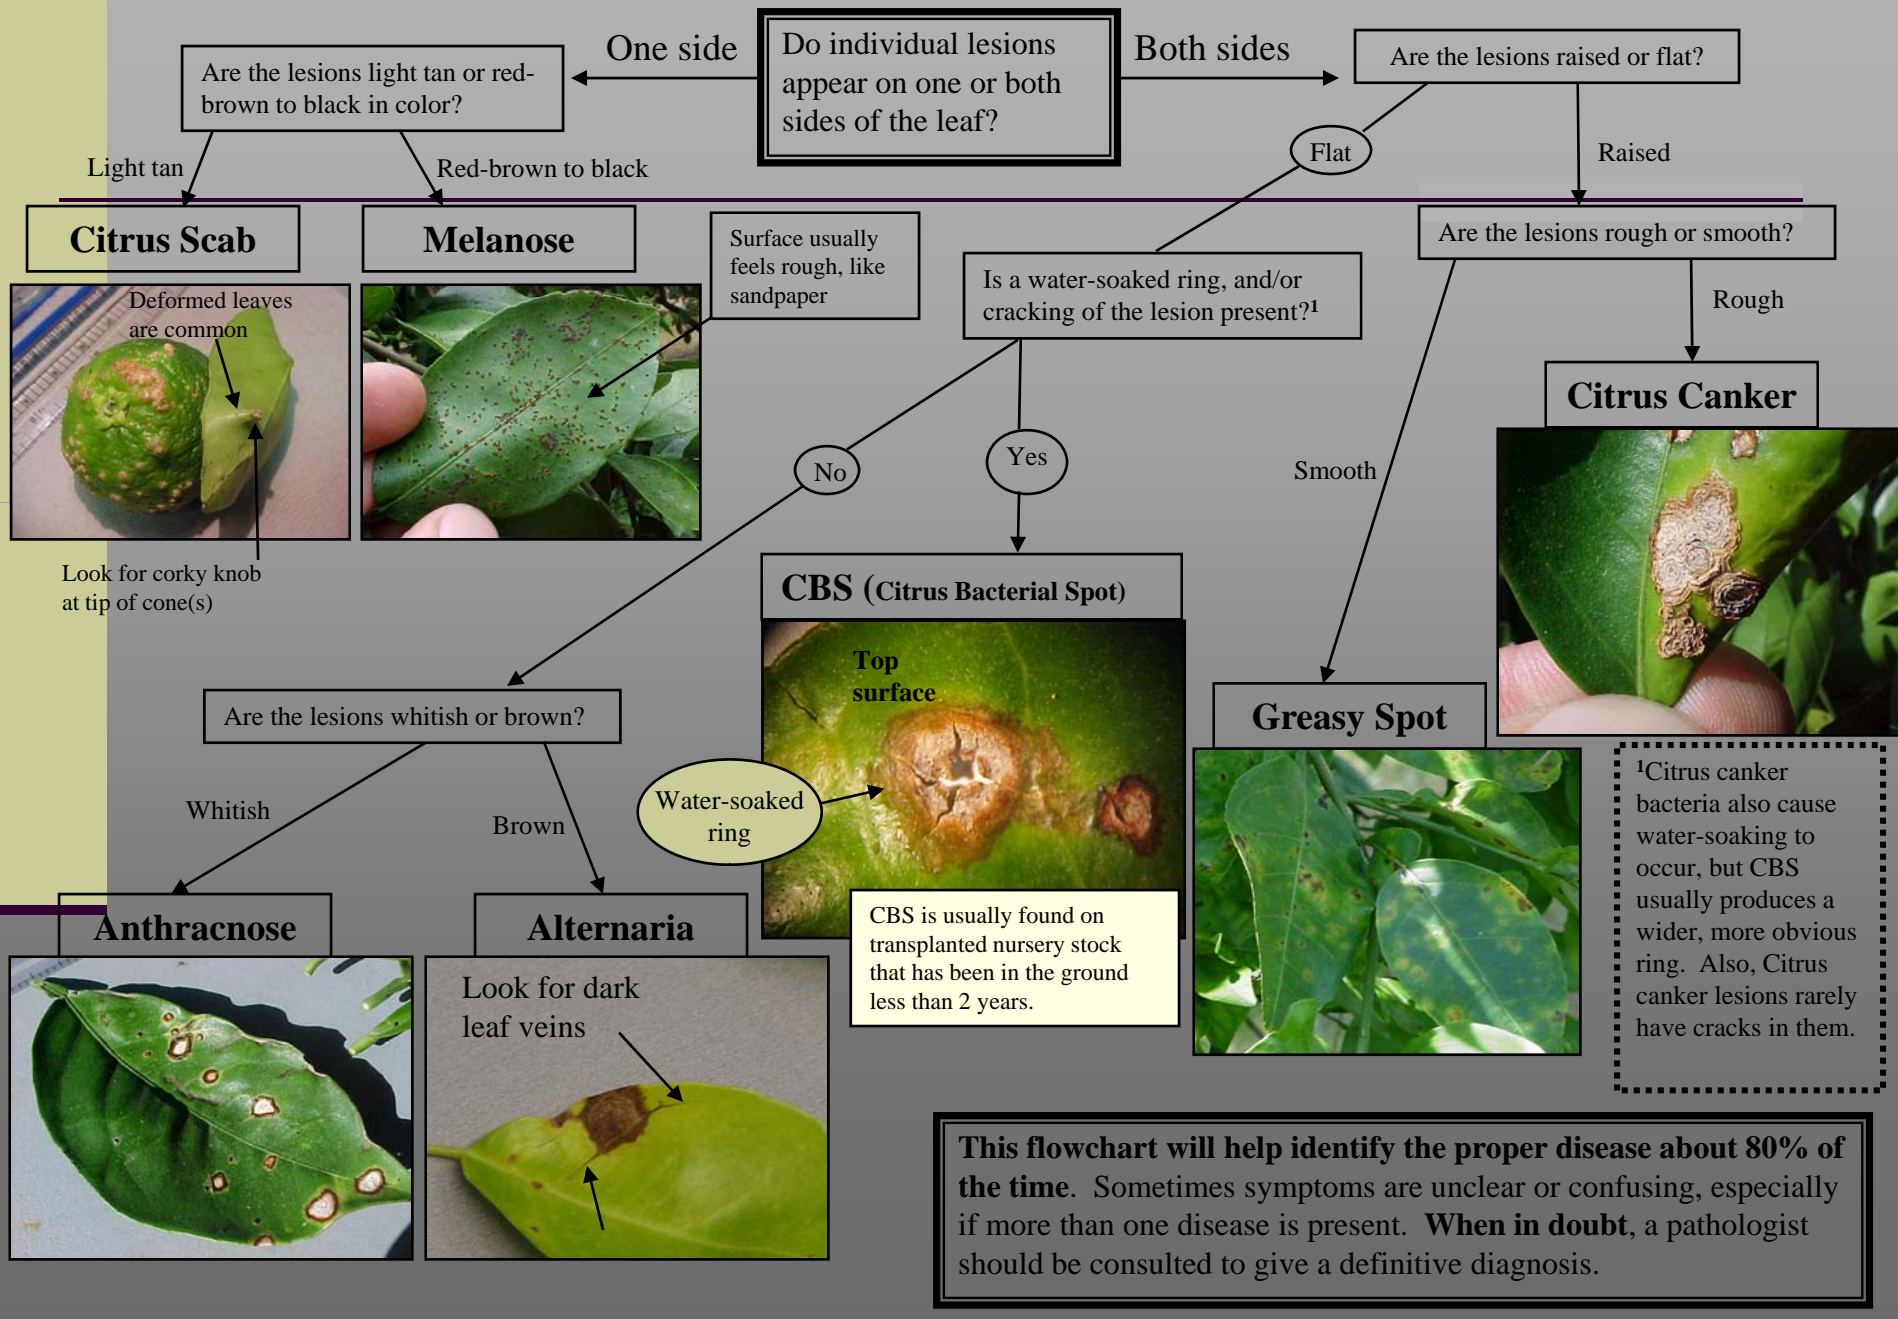 Do individual lesions
appear on one or both
sides of the leaf?
One side
Both sides
Are the lesions light tan or red-
brown to black in color?
Are the lesions raised or flat?
Light tan
Red-brown to black
Flat
Raised
Citrus Scab
Melanose
Surface usually
feels rough, like
sandpaper
Is a water-soaked ring, and/or
cracking of the lesion present?¹
Are the lesions rough or smooth?
Deformed leaves
are common
Rough
Citrus Canker
No
Yes
Smooth
Look for corky knob
at tip of cone(s)
CBS (Citrus Bacterial Spot)
Top
surface
Are the lesions whitish or brown?
Greasy Spot
Water-soaked
ring
Whitish
Brown
¹Citrus canker
bacteria also cause
water-soaking to
occur, but CBS
usually produces a
wider, more obvious
ring. Also, Citrus
canker lesions rarely
have cracks in them.
Anthracnose
Alternaria
CBS is usually found on
transplanted nursery stock
that has been in the ground
less than 2 years.
Look for dark
leaf veins
This flowchart will help identify the proper disease about 80% of
the time. Sometimes symptoms are unclear or confusing, especially
if more than one disease is present. When in doubt, a pathologist
should be consulted to give a definitive diagnosis.